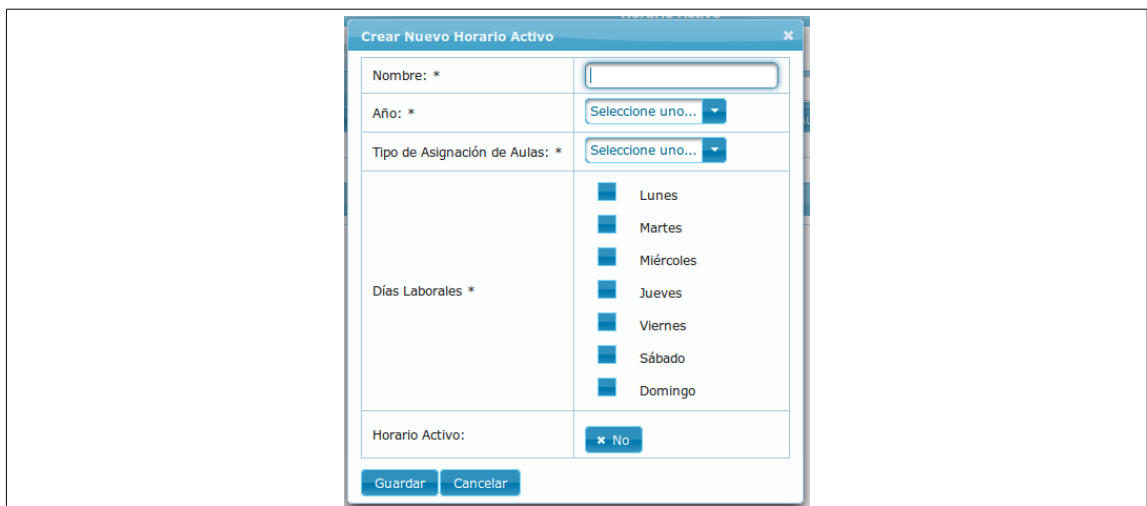 Crear Nuevo Horario Activo
Nombre: *
Año: *
Seleccione uno...
Tipo de Asignación de Aulas: *
Seleccione uno...
Días Laborales *
Lunes
Martes
Miércoles
Jueves
Viernes
Sábado
Domingo
Horario Activo:
No
Guardar
Cancelar